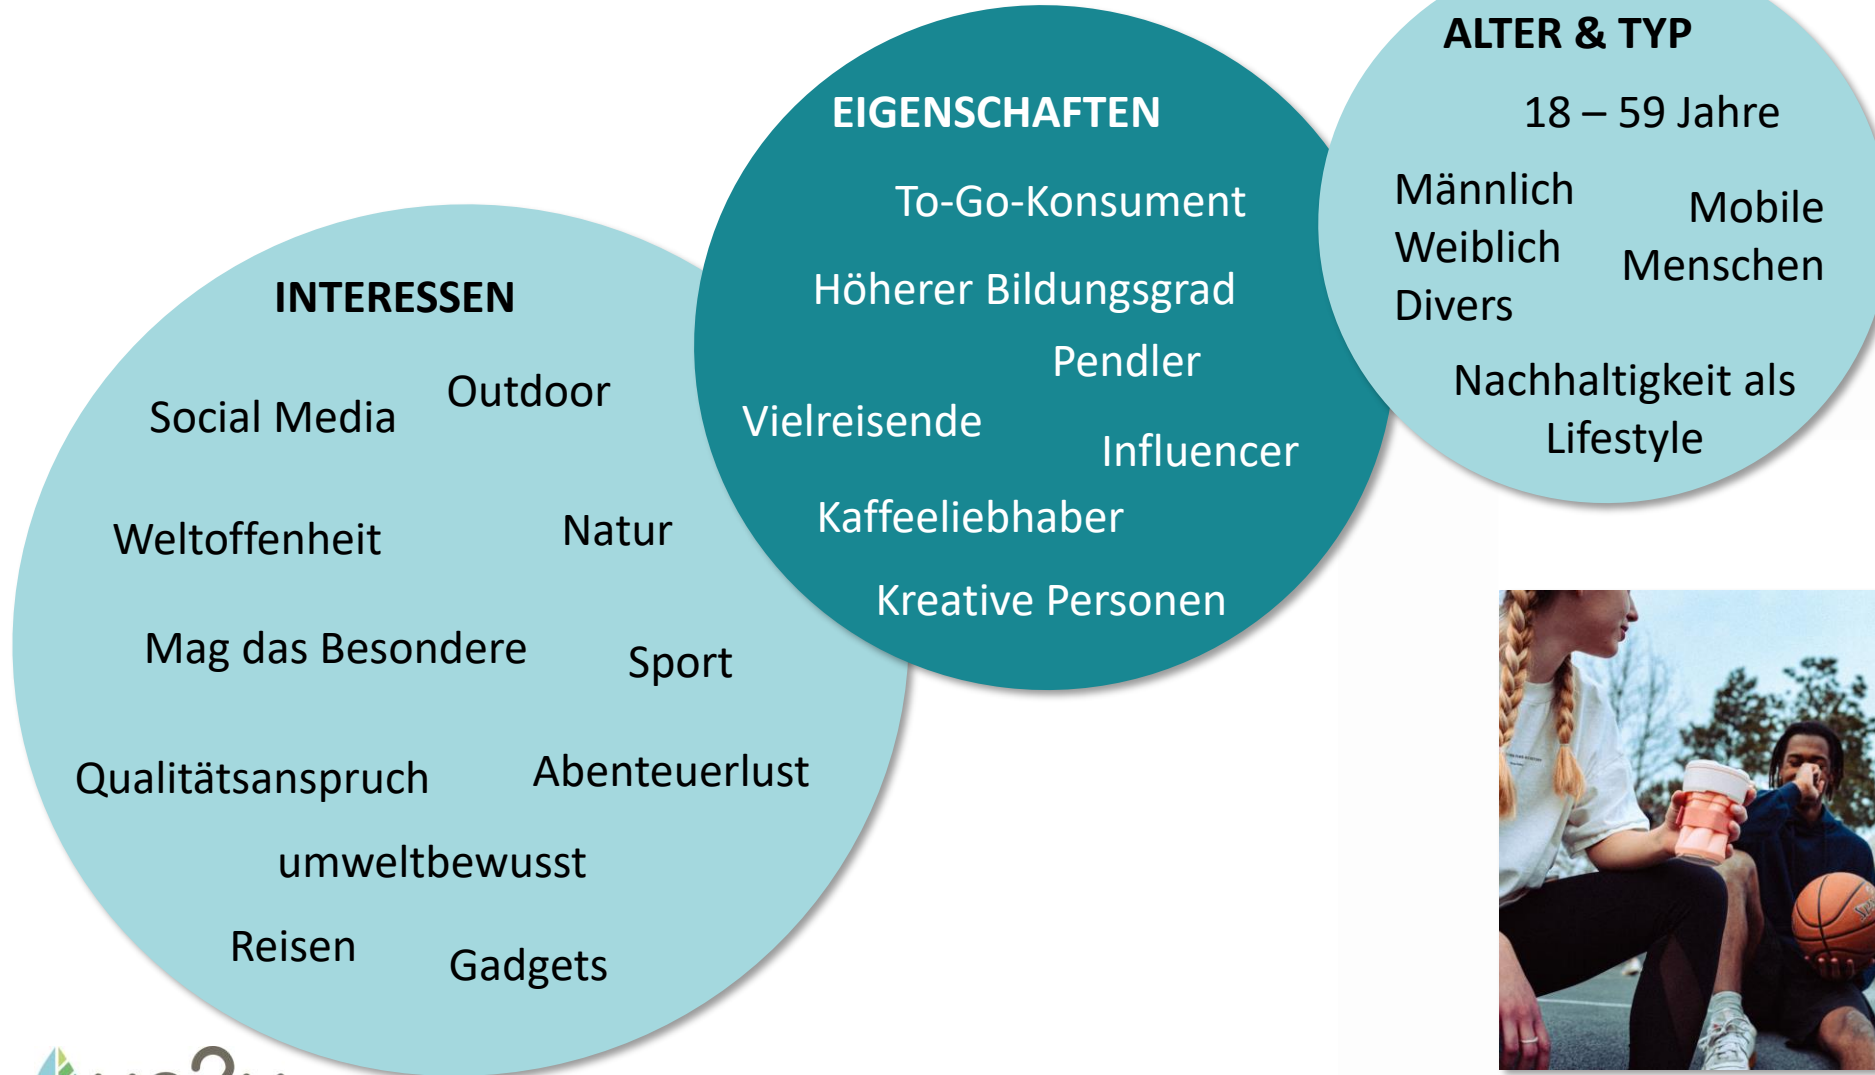 INTERESSEN
Social Media
Outdoor
Weltoffenheit
Natur
Mag das Besondere
Sport
Qualitätsanspruch
Abenteuerlust
umweltbewusst
Reisen
Gadgets
EIGENSCHAFTEN
To-Go-Konsument
Höherer Bildungsgrad
Pendler
Vielreisende
Influencer
Kaffeeliebhaber
Kreative Personen
ALTER & TYP
18 – 59 Jahre
Männlich
Weiblich
Divers
Mobile
Menschen
Nachhaltigkeit als
Lifestyle